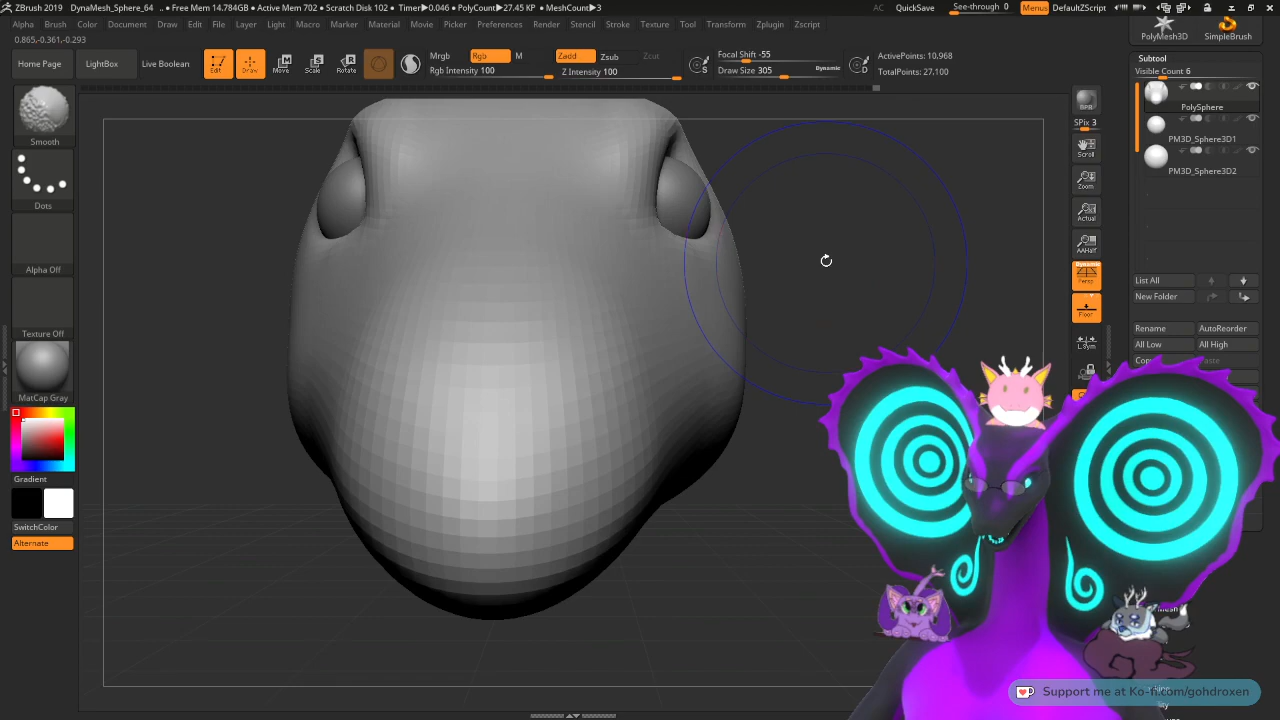 ZBrush 2019 DynaMesh_Sphere_64 • Free Mem 14.784GB • Active Mem 702 • Scratch Disk 102 • Timer▶0.046 • PolyCount▶27.45 KP • MeshCount▶3
AC QuickSave See-through 0 Menus DefaultZScript
Alpha Brush Color Document Draw Edit File Layer Light Macro Marker Material Movie Picker Preferences Render Stencil Stroke Texture Tool Transform Zplugin Zscript
0.865,-0.361,-0.293
PolyMesh3D SimpleBrush
Home Page LightBox Live Boolean
Edit Draw Move Scale Rotate
Mrgb Rgb M
Rgb Intensity 100
Zadd Zsub Zcut
Z Intensity 100
S
Focal Shift -55
Draw Size 305 Dynamic
D
ActivePoints: 10,968
TotalPoints: 27,100
Subtool
Visible Count 6
PolySphere
PM3D_Sphere3D1
PM3D_Sphere3D2
List All
New Folder
Rename AutoReorder
All Low All High
Smooth
Dots
Alpha Off
Texture Off
MatCap Gray
Gradient
SwitchColor
Alternate
BPR
SPix 3
Scroll
Zoom
Actual
AAHalf
Dynamic
Persp
Floor
L.Sym
Support me at Ko-fi.com/gohdroxen